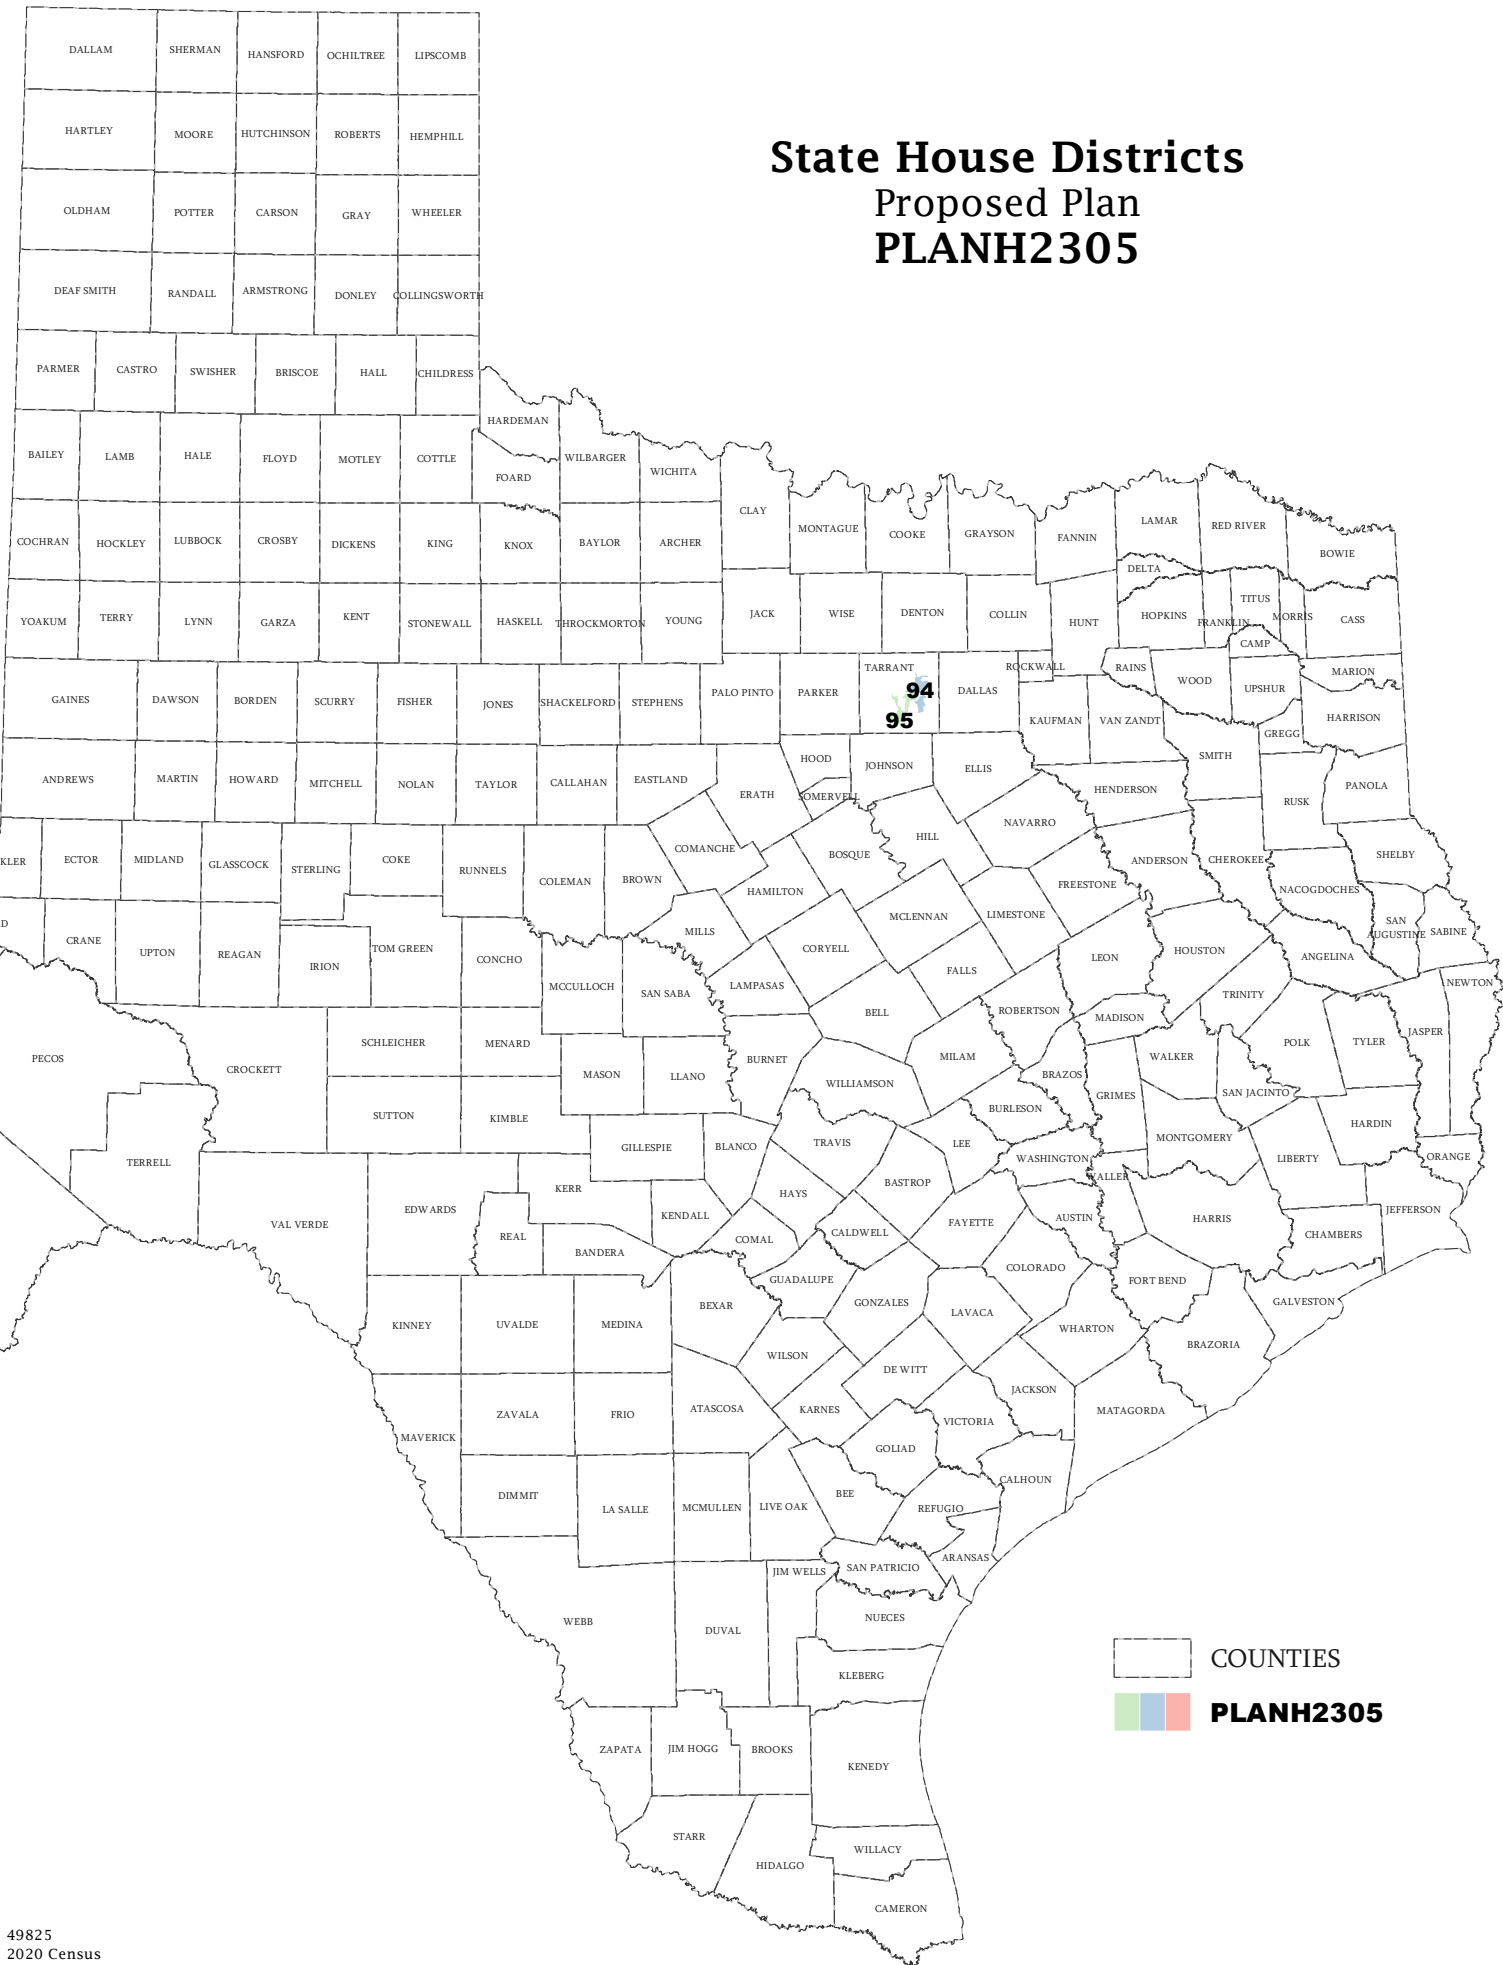 State House Districts
Proposed Plan
PLANH2305
DALLAM SHERMAN HANSFORD OCHILTREE LIPSCOMB
HARTLEY MOORE HUTCHINSON ROBERTS HEMPHILL
OLDHAM POTTER CARSON GRAY WHEELER
DEAF SMITH RANDALL ARMSTRONG DONLEY COLLINGSWORTH
PARMER CASTRO SWISHER BRISCOE HALL CHILDRESS
HARDEMAN
BAILEY LAMB HALE FLOYD MOTLEY COTTLE FOARD WILBARGER WICHITA
CLAY MONTAGUE COOKE GRAYSON FANNIN LAMAR RED RIVER BOWIE
COCHRAN HOCKLEY LUBBOCK CROSBY DICKENS KING KNOX BAYLOR ARCHER
DELTA TITUS
YOAKUM TERRY LYNN GARZA KENT STONEWALL HASKELL THROCKMORTON YOUNG JACK WISE DENTON COLLIN HUNT HOPKINS FRANKLIN MORRIS CASS
CAMP
TARRANT ROCKWALL RAINS WOOD UPSHUR MARION
GAINES DAWSON BORDEN SCURRY FISHER JONES SHACKELFORD STEPHENS PALO PINTO PARKER 94 DALLAS
95 KAUFMAN VAN ZANDT GREGG HARRISON
ANDREWS MARTIN HOWARD MITCHELL NOLAN TAYLOR CALLAHAN EASTLAND ERATH HOOD JOHNSON ELLIS SMITH
SOMERVELL HENDERSON RUSK PANOLA
HILL NAVARRO
KLER ECTOR MIDLAND GLASSCOCK STERLING COKE RUNNELS COLEMAN BROWN COMANCHE BOSQUE ANDERSON CHEROKEE SHELBY
HAMILTON FREESTONE NACOGDOCHES
D CRANE UPTON REAGAN IRION TOM GREEN CONCHO MILLS CORYELL MCLENNAN LIMESTONE SAN
AUGUSTINE SABINE
MCCULLOCH SAN SABA LAMPASAS FALLS LEON HOUSTON ANGELINA
BELL ROBERTSON MADISON TRINITY NEWTON
PECOS CROCKETT SCHLEICHER MENARD MASON LLANO BURNET WILLIAMSON MILAM BRAZOS WALKER POLK TYLER JASPER
SUTTON KIMBLE BURLESON GRIMES SAN JACINTO HARDIN
TERRELL GILLESPIE BLANCO TRAVIS LEE WASHINGTON MONTGOMERY LIBERTY ORANGE
WALLER
VAL VERDE EDWARDS REAL KERR KENDALL HAYS BASTROP FAYETTE AUSTIN HARRIS CHAMBERS JEFFERSON
BANDERA COMAL CALDWELL COLORADO
GUADALUPE FORT BEND GALVESTON
KINNEY UVALDE MEDINA BEXAR GONZALES LAVACA WHARTON BRAZORIA
WILSON DE WITT JACKSON
MAVERICK ZAVALA FRIO ATASCOSA KARNES VICTORIA MATAGORDA
GOLIAD
DIMMIT LA SALLE MCMULLEN LIVE OAK BEE REFUGIO CALHOUN
ARANSAS
JIM WELLS SAN PATRICIO
WEBB DUVAL NUECES
KLEBERG
ZAPATA JIM HOGG BROOKS KENEDY
STARR HIDALGO WILLACY
CAMERON
COUNTIES
PLANH2305
49825
2020 Census